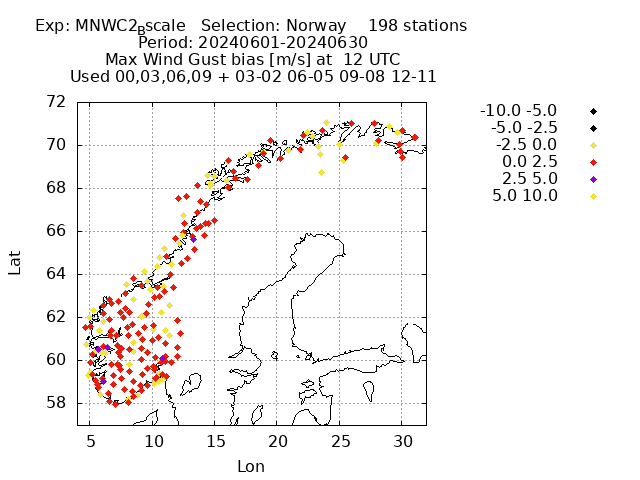 Exp: MNWC2Bscale   Selection: Norway    198 stations
Period: 20240601-20240630
Max Wind Gust bias [m/s] at  12 UTC
Used 00,03,06,09 + 03-02 06-05 09-08 12-11
-10.0 -5.0
-5.0 -2.5
-2.5 0.0
0.0 2.5
2.5 5.0
5.0 10.0
72
70
68
66
64
62
60
58
Lat
5 10 15 20 25 30
Lon